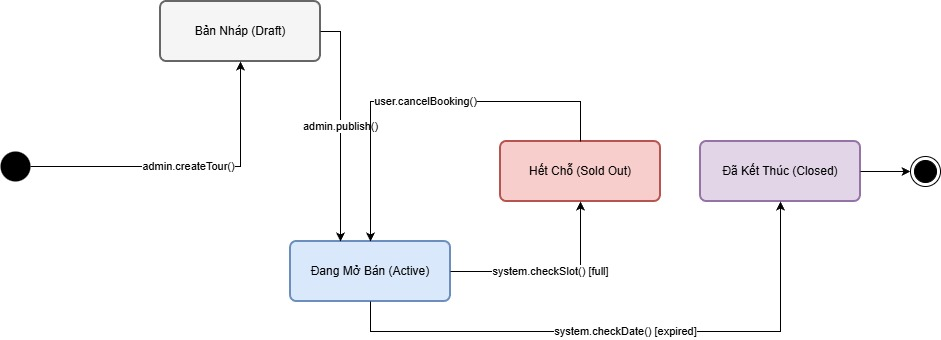 Bản Nháp (Draft)
user.cancelBooking()
admin.publish()
admin.createTour()
Hết Chỗ (Sold Out)
Đã Kết Thúc (Closed)
Đang Mở Bán (Active)
system.checkSlot() [full]
system.checkDate() [expired]